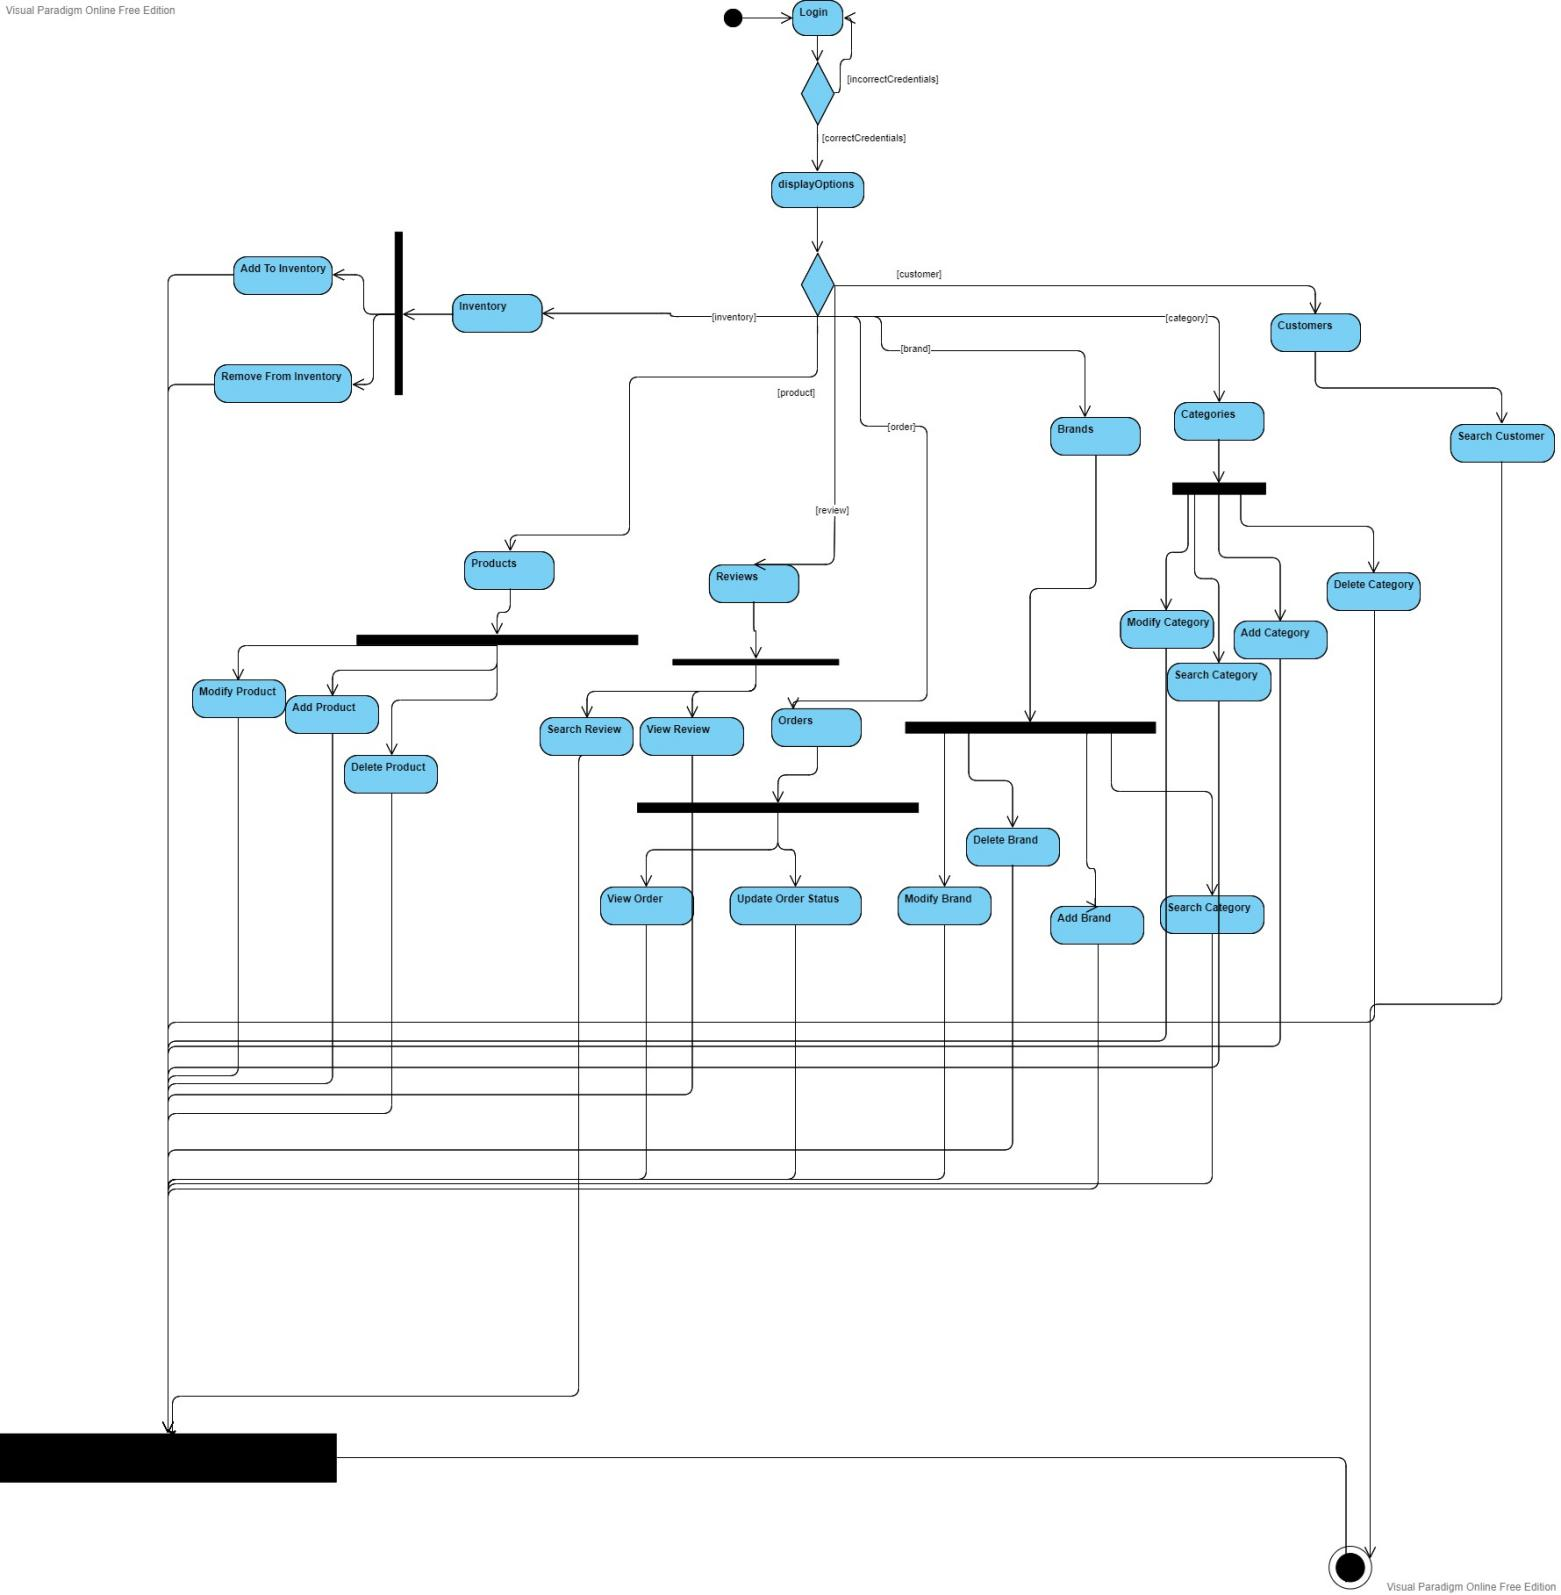 Visual Paradigm Online Free Edition
Login
[incorrectCredentials]
[correctCredentials]
displayOptions
Add To Inventory
[customer]
Inventory
[inventory]
[category]
Customers
[brand]
Remove From Inventory
[product]
Categories
[order]
Brands
Search Customer
[review]
Products
Reviews
Delete Category
Modify Category
Add Category
Search Category
Modify Product
Add Product
Search Review
View Review
Orders
Delete Product
Delete Brand
View Order
Update Order Status
Modify Brand
Add Brand
Search Category
Visual Paradigm Online Free Edition